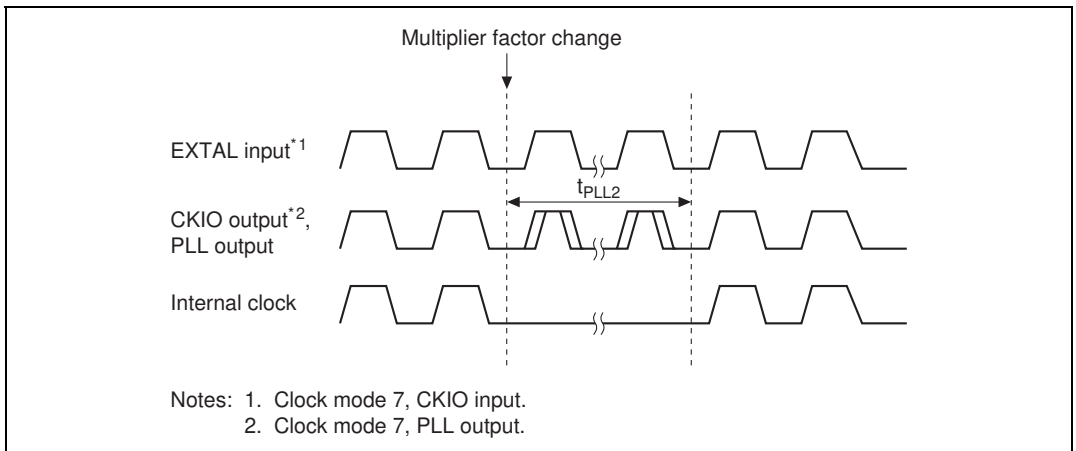 Multiplier factor change
EXTAL input*1
tPLL2
CKIO output*2,
PLL output
Internal clock
Notes: 1. Clock mode 7, CKIO input.
2. Clock mode 7, PLL output.